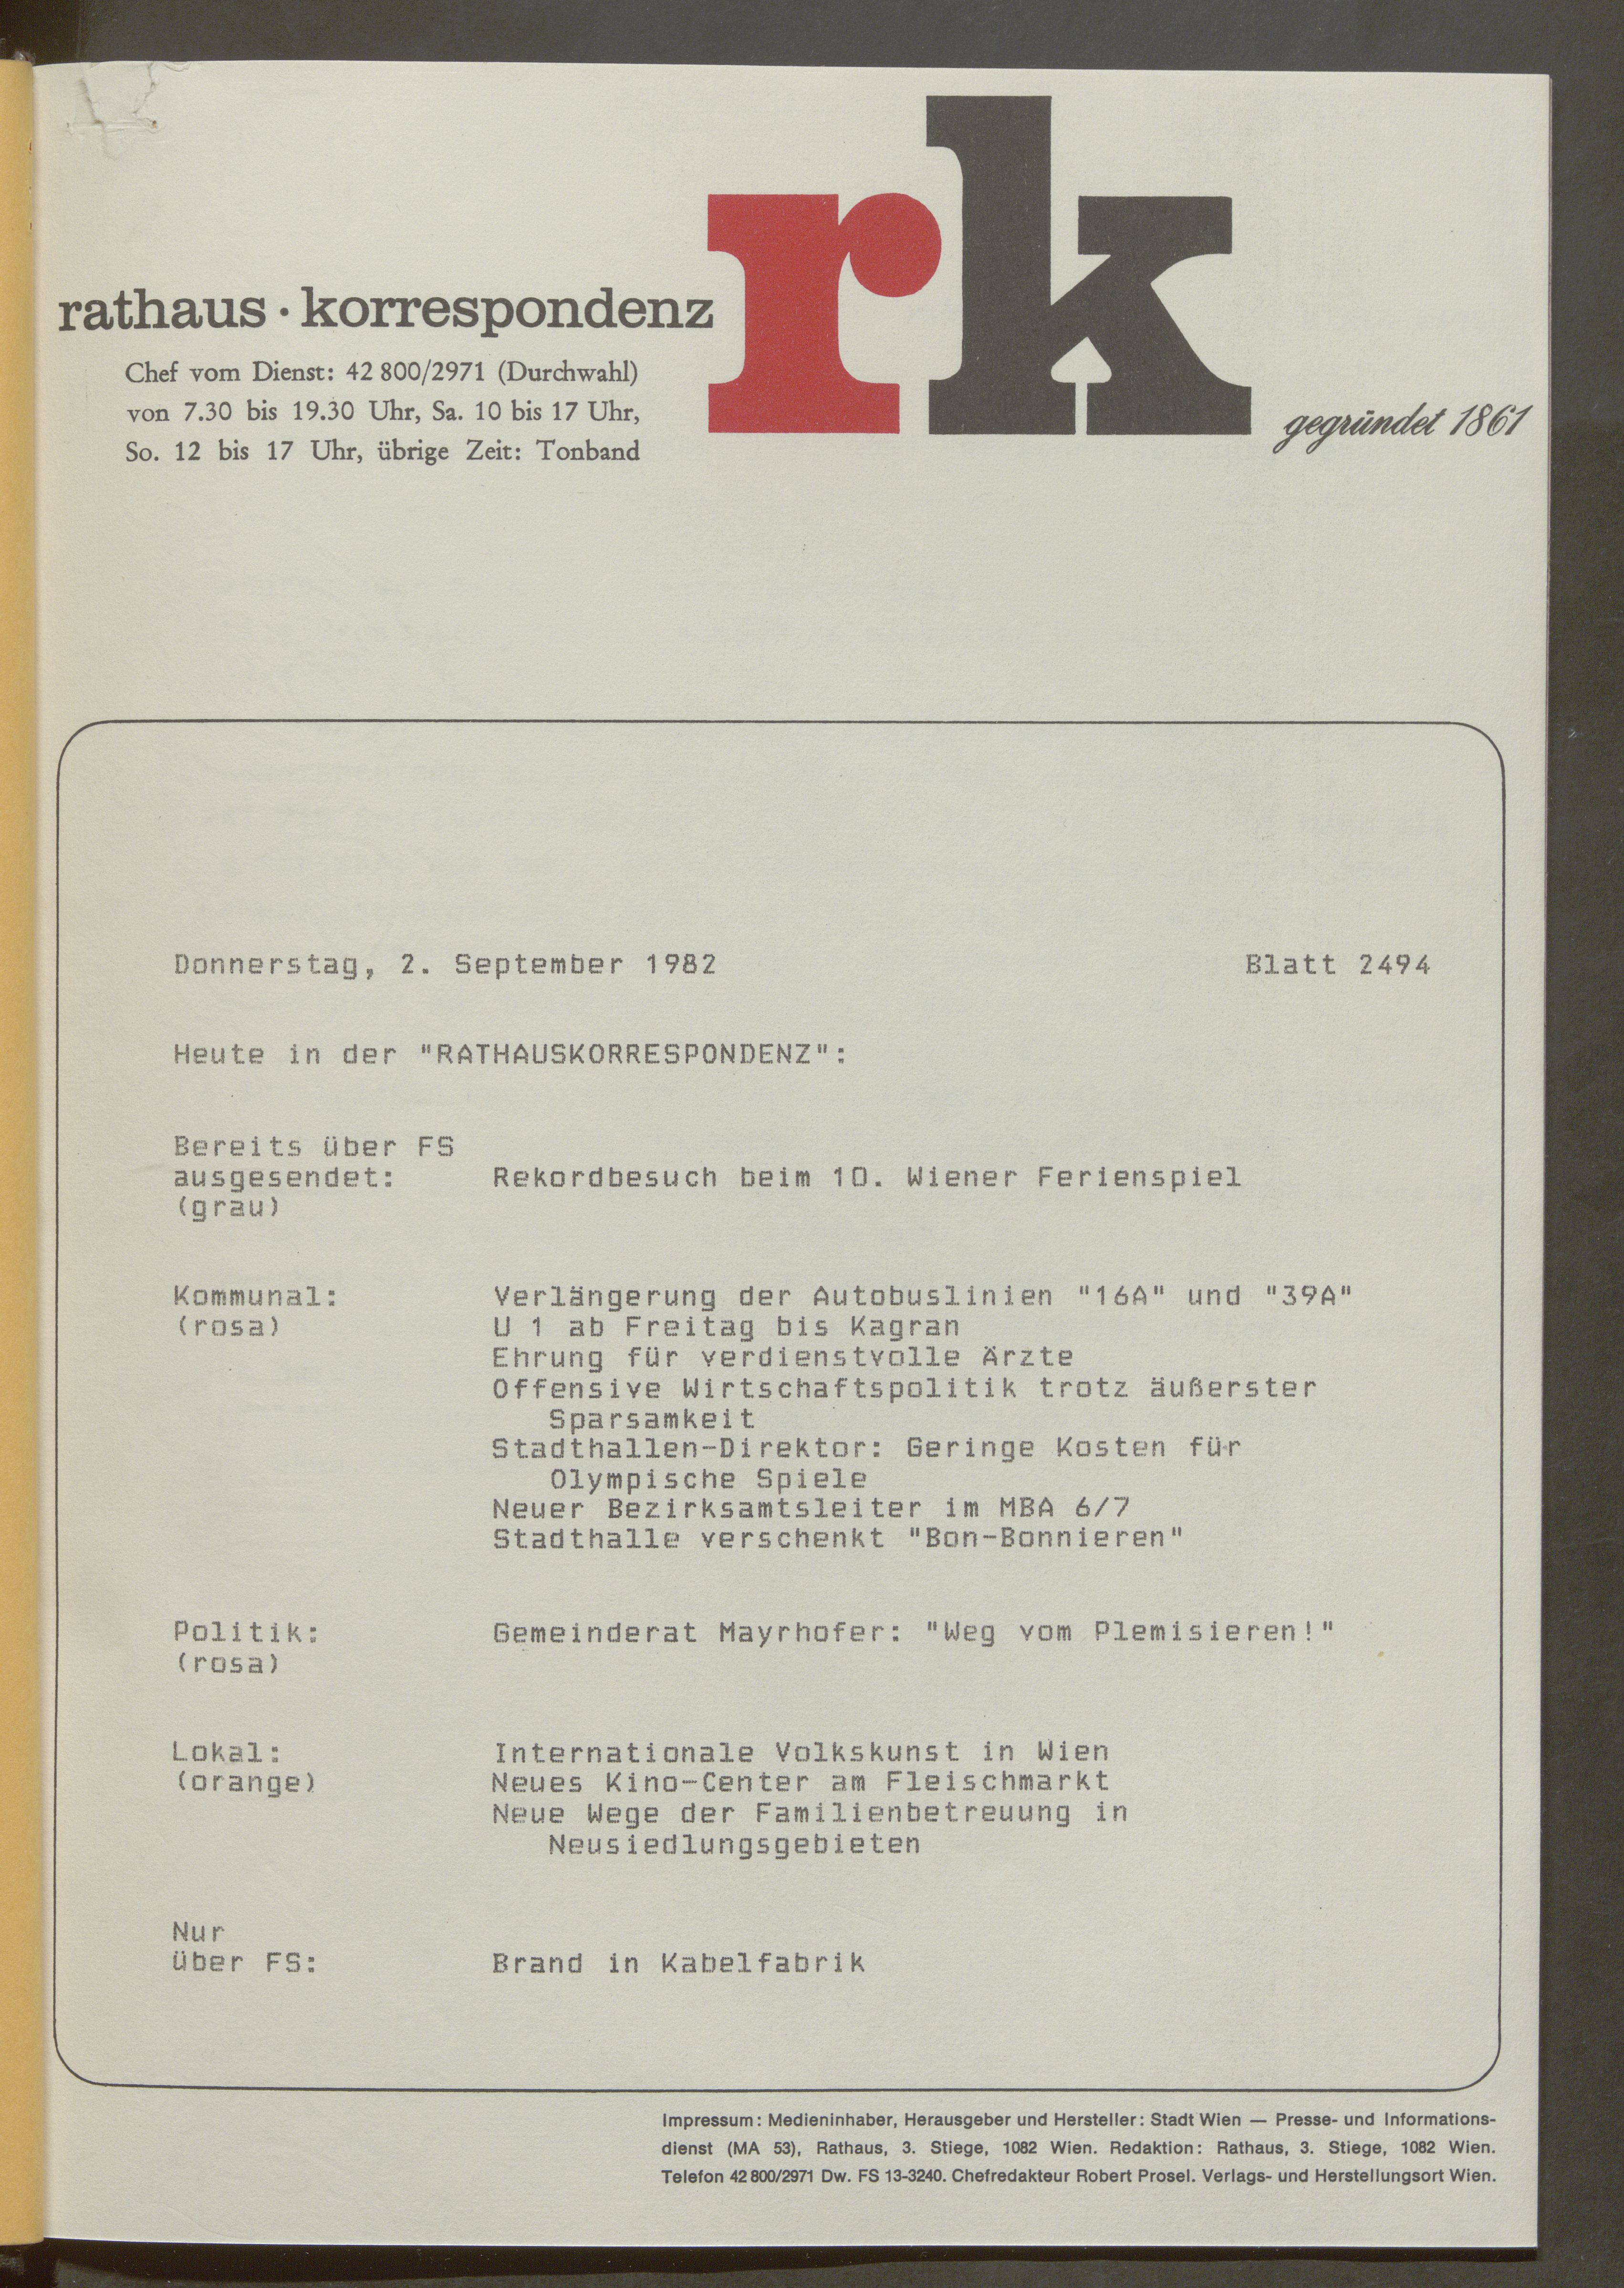 rk
rathaus · korrespondenz
Chef vom Dienst: 42 800/2971 (Durchwahl)
von 7.30 bis 19.30 Uhr, Sa. 10 bis 17 Uhr,
So. 12 bis 17 Uhr, übrige Zeit: Tonband
gegründet 1861
Donnerstag, 2. September 1982 Blatt 2494
Heute in der "RATHAUSKORRESPONDENZ":
Bereits über FS
ausgesendet: Rekordbesuch beim 10. Wiener Ferienspiel
(grau)
Kommunal: Verlängerung der Autobuslinien "16A" und "39A"
(rosa) U 1 ab Freitag bis Kagran
Ehrung für verdienstvolle Ärzte
Offensive Wirtschaftspolitik trotz äußerster
Sparsamkeit
Stadthallen-Direktor: Geringe Kosten für
Olympische Spiele
Neuer Bezirksamtsleiter im MBA 6/7
Stadthalle verschenkt "Bon-Bonnieren"
Politik: Gemeinderat Mayrhofer: "Weg vom Plemisieren!"
(rosa)
Lokal: Internationale Volkskunst in Wien
(orange) Neues Kino-Center am Fleischmarkt
Neue Wege der Familienbetreuung in
Neusiedlungsgebieten
Nur
über FS: Brand in Kabelfabrik
Impressum: Medieninhaber, Herausgeber und Hersteller: Stadt Wien — Presse- und Informations-
dienst (MA 53), Rathaus, 3. Stiege, 1082 Wien. Redaktion: Rathaus, 3. Stiege, 1082 Wien.
Telefon 42 800/2971 Dw. FS 13-3240. Chefredakteur Robert Prosel. Verlags- und Herstellungsort Wien.